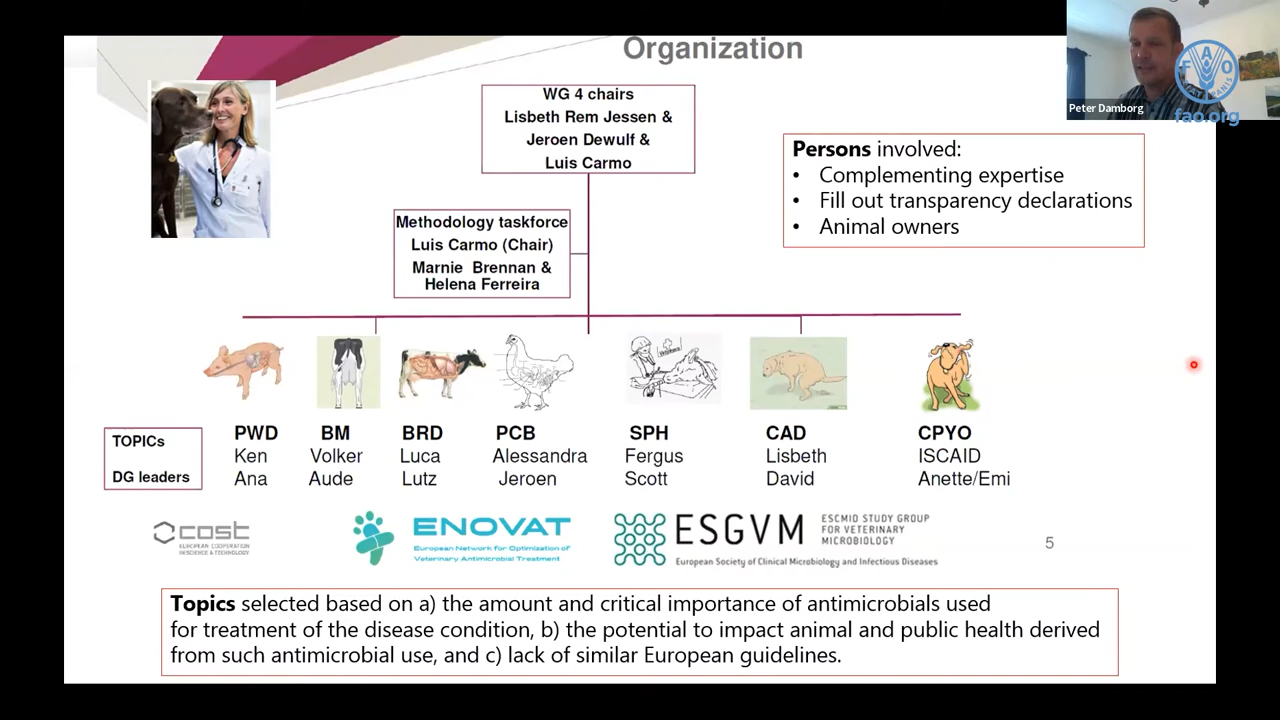 Organization
WG 4 chairs
Lisbeth Rem Jessen &
Jeroen Dewulf &
Luis Carmo
Methodology taskforce
Luis Carmo (Chair)
Marnie Brennan &
Helena Ferreira
Peter Damborg
FAO
FIAT PANIS
fao.org
Persons involved:
• Complementing expertise
• Fill out transparency declarations
• Animal owners
TOPICs
DG leaders
PWD BM BRD PCB SPH CAD CPYO
Ken Volker Luca Alessandra Fergus Lisbeth ISCAID
Ana Aude Lutz Jeroen Scott David Anette/Emi
cost
EUROPEAN COOPERATION
IN SCIENCE & TECHNOLOGY
ENOVAT
European Network for Optimization of
Veterinary Antimicrobial Treatment
ESGVM
ESCMID STUDY GROUP
FOR VETERINARY
MICROBIOLOGY
European Society of Clinical Microbiology and Infectious Diseases
5
Topics selected based on a) the amount and critical importance of antimicrobials used
for treatment of the disease condition, b) the potential to impact animal and public health derived
from such antimicrobial use, and c) lack of similar European guidelines.